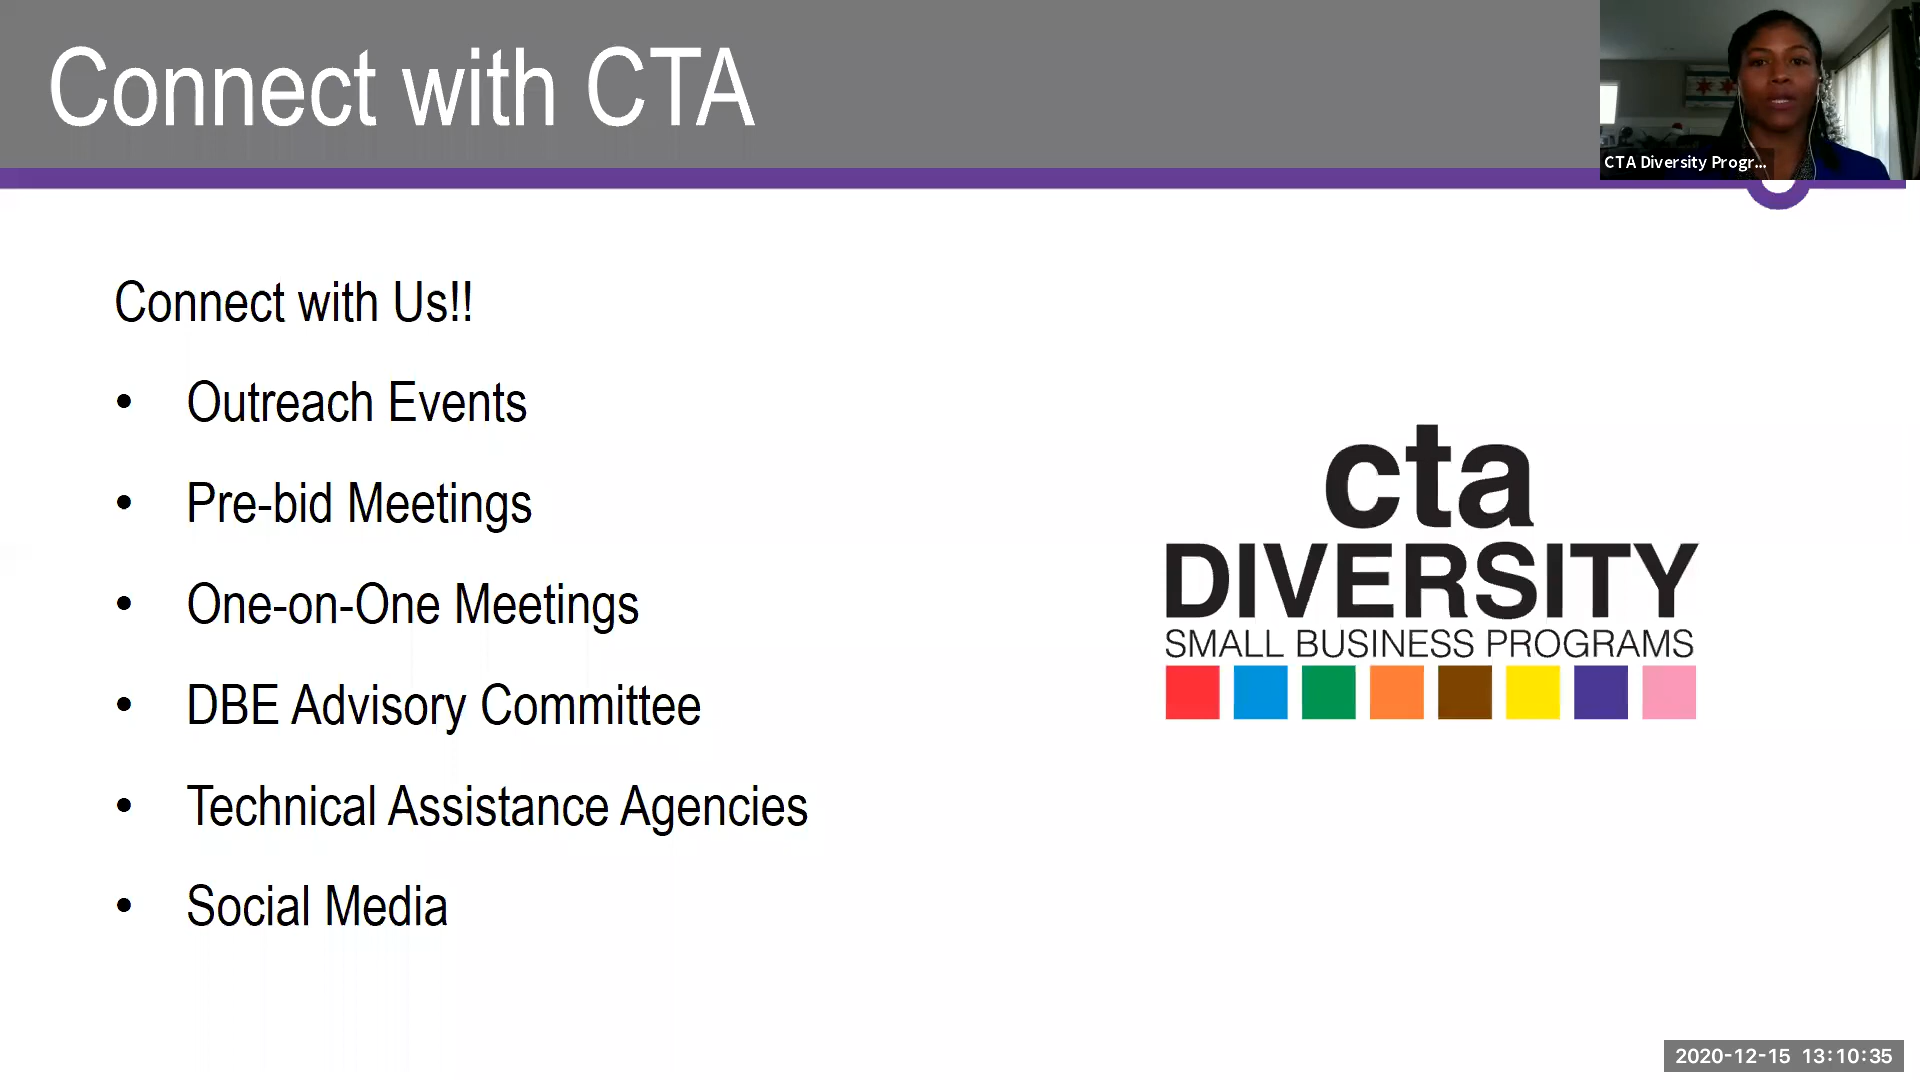 Connect with CTA
CTA Diversity Progr...
Connect with Us!!
• Outreach Events
• Pre-bid Meetings
• One-on-One Meetings
• DBE Advisory Committee
• Technical Assistance Agencies
• Social Media
cta
DIVERSITY
SMALL BUSINESS PROGRAMS
2020-12-15 13:10:35